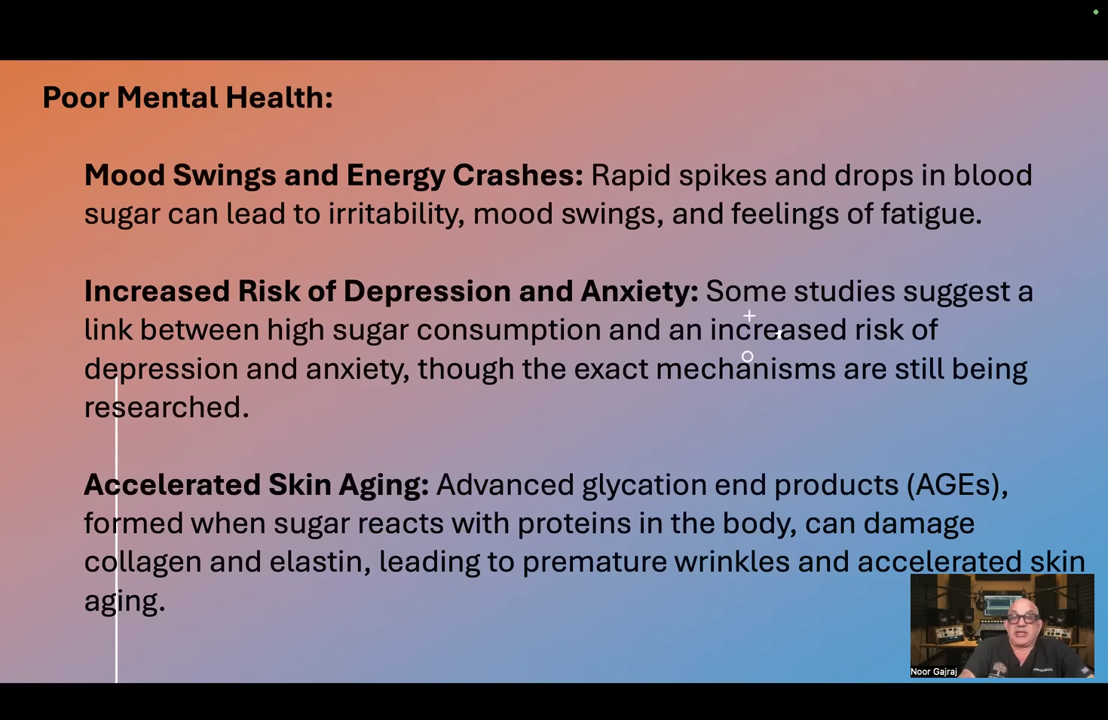 Poor Mental Health:
Mood Swings and Energy Crashes: Rapid spikes and drops in blood
sugar can lead to irritability, mood swings, and feelings of fatigue.
Increased Risk of Depression and Anxiety: Some studies suggest a
link between high sugar consumption and an increased risk of
depression and anxiety, though the exact mechanisms are still being
researched.
Accelerated Skin Aging: Advanced glycation end products (AGEs),
formed when sugar reacts with proteins in the body, can damage
collagen and elastin, leading to premature wrinkles and accelerated skin
aging.
Noor Gajraj